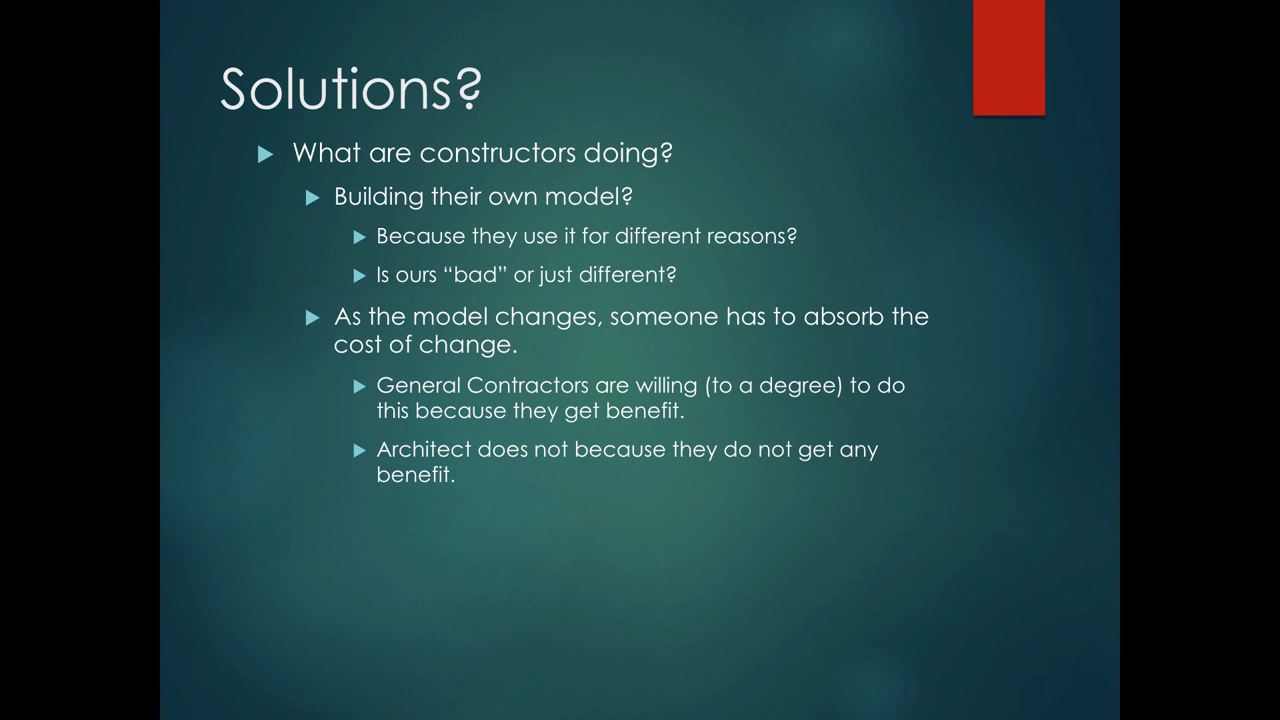 Solutions?
What are constructors doing?
Building their own model?
Because they use it for different reasons?
Is ours “bad” or just different?
As the model changes, someone has to absorb the
cost of change.
General Contractors are willing (to a degree) to do
this because they get benefit.
Architect does not because they do not get any
benefit.